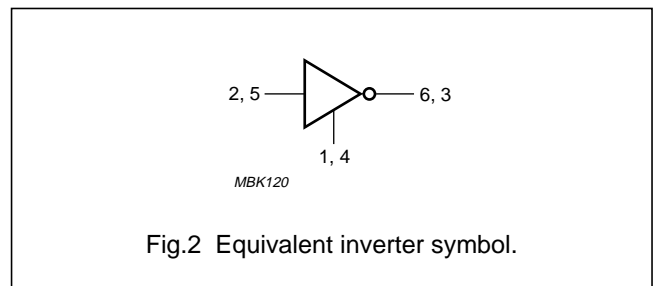 2, 5
6, 3
1, 4
MBK120
Fig.2 Equivalent inverter symbol.